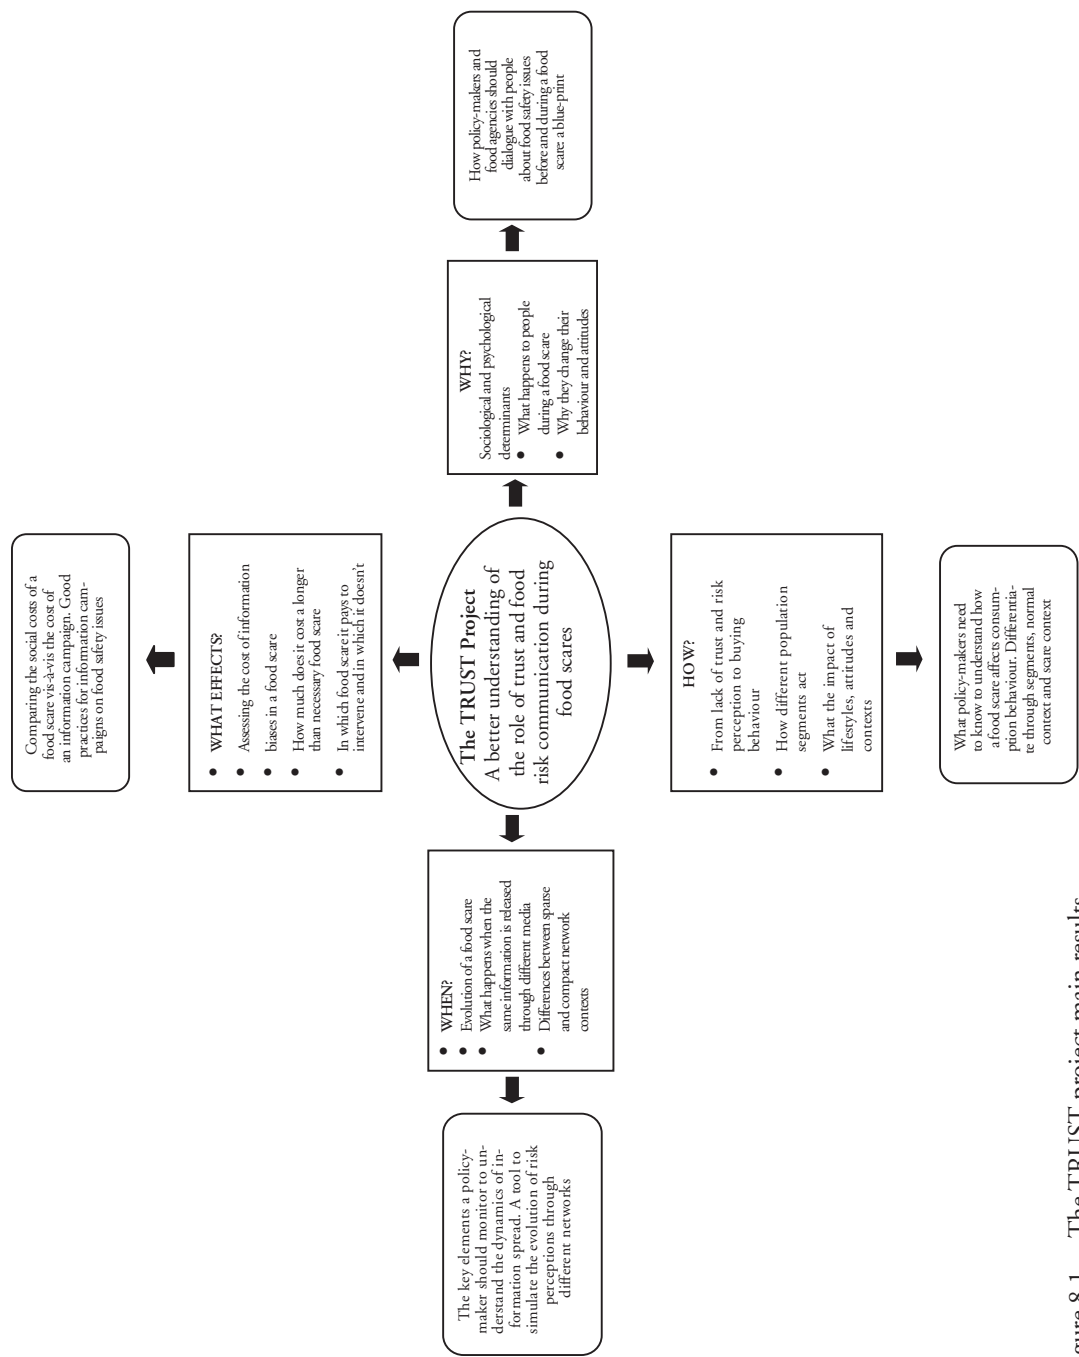 Comparing the social costs of a
food scare vis-à-vis the cost of
an information campaign. Good
practices for information cam-
paigns on food safety issues
WHAT EFFECTS?
Assessing the cost of information
biases in a food scare
How much does it cost a longer
than necessary food scare
In which food scare it pays to
intervene and in which it doesn't
The key elements a policy-
maker should monitor to un-
derstand the dynamics of in-
formation spread. A tool to
simulate the evolution of risk
perceptions through
different networks
WHEN?
Evolution of a food scare
What happens when the
same information is released
through different media
Differences between sparse
and compact network
contexts
The TRUST Project
A better understanding of
the role of trust and food
risk communication during
food scares
WHY?
Sociological and psychological
determinants
What happens to people
during a food scare
Why they change their
behaviour and attitudes
How policy-makers and
food agencies should
dialogue with people
about food safety issues
before and during a food
scare: a blue-print
HOW?
From lack of trust and risk
perception to buying
behaviour
How different population
segments act
What the impact of
lifestyles, attitudes and
contexts
What policy-makers need
to know to understand how
a food scare affects consum-
ption behaviour. Differentia-
te through segments, normal
context and scare context
gure 8.1 The TRUST project main results